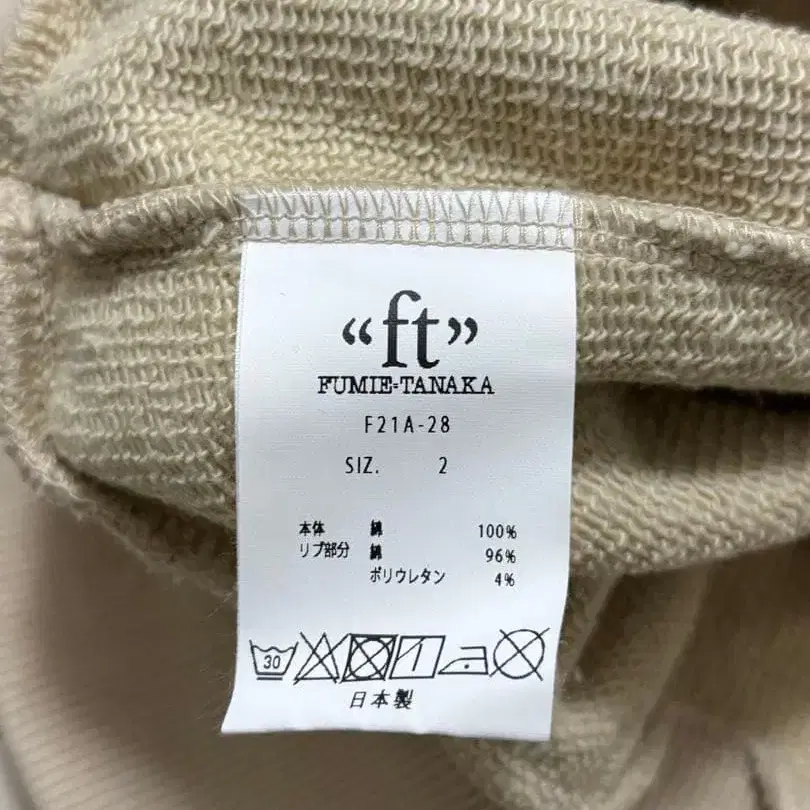 “ft”
FUMIE-TANAKA
F21A-28
SIZ. 2
本体 綿 100%
リブ部分 綿 96%
ポリウレタン 4%
30
日本製